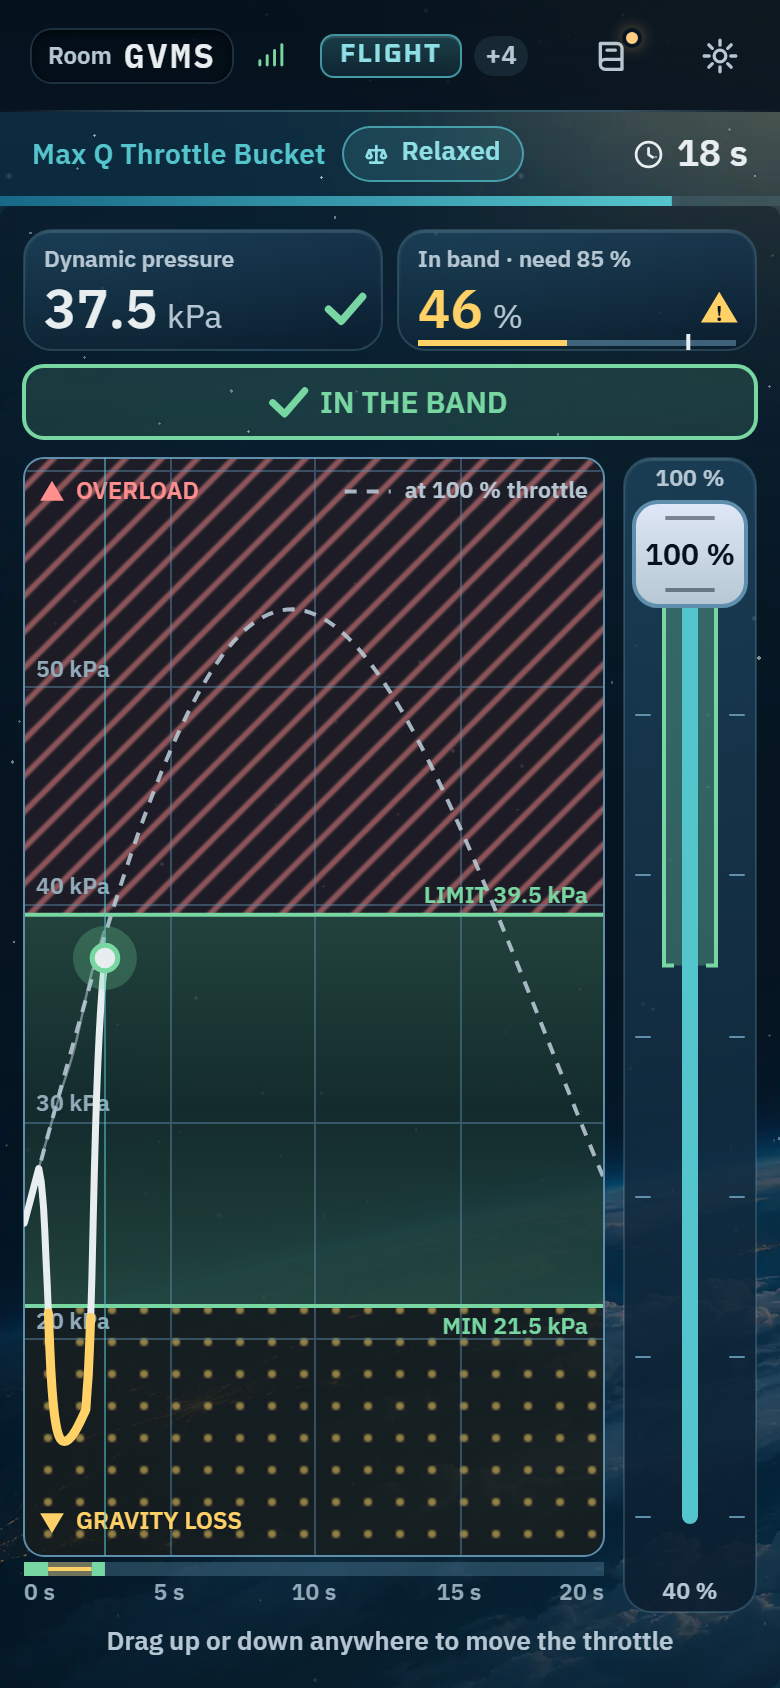 Room GVMS FLIGHT +4
Max Q Throttle Bucket Relaxed 18 s
Dynamic pressure
37.5 kPa
In band · need 85 %
46 %
IN THE BAND
OVERLOAD
at 100 % throttle
50 kPa
40 kPa
LIMIT 39.5 kPa
30 kPa
20 kPa
MIN 21.5 kPa
GRAVITY LOSS
0 s 5 s 10 s 15 s 20 s
100 %
100 %
40 %
Drag up or down anywhere to move the throttle